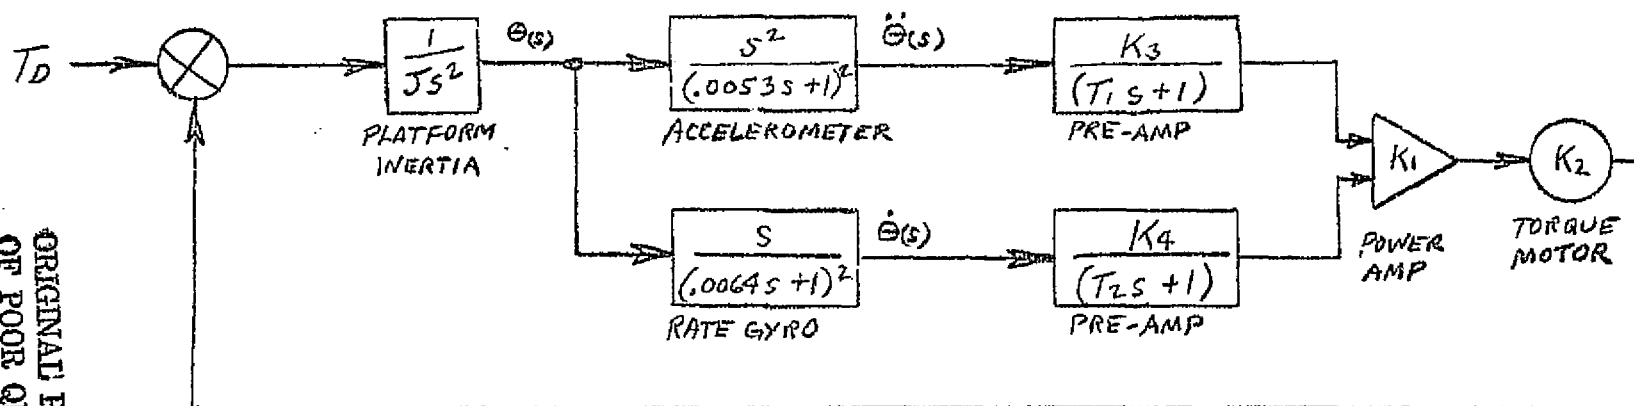 T_D
1
Js²
PLATFORM
INERTIA
Θ(s)
s²
(.0053s+1)²
ACCELEROMETER
Θ̈(s)
K3
(T1 s+1)
PRE-AMP
s
(.0064s+1)²
RATE GYRO
Θ̇(s)
K4
(T2s+1)
PRE-AMP
K1
POWER
AMP
K2
TORQUE
MOTOR
ORIGINAL
OF POOR